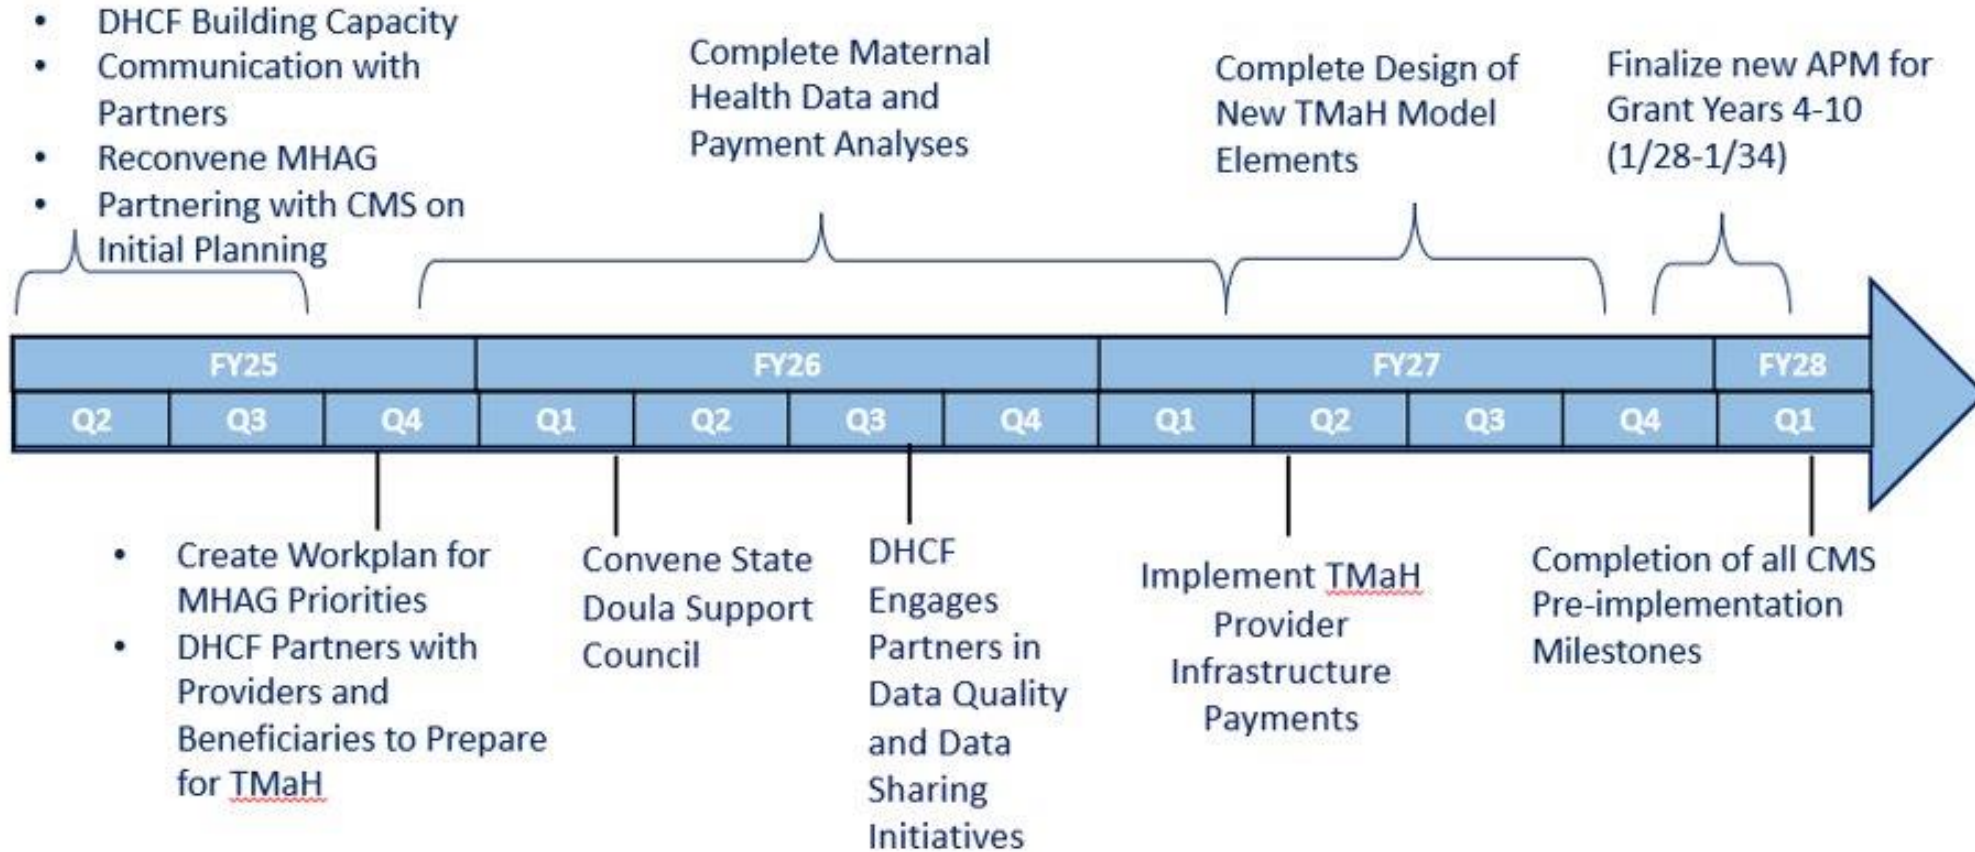 • DHCF Building Capacity
• Communication with
Partners
• Reconvene MHAG
• Partnering with CMS on
Initial Planning
Complete Maternal
Health Data and
Payment Analyses
Complete Design of
New TMaH Model
Elements
Finalize new APM for
Grant Years 4-10
(1/28-1/34)
FY25 FY26 FY27 FY28
Q2 Q3 Q4 Q1 Q2 Q3 Q4 Q1 Q2 Q3 Q4 Q1
• Create Workplan for
MHAG Priorities
• DHCF Partners with
Providers and
Beneficiaries to Prepare
for TMaH
Convene State
Doula Support
Council
DHCF
Engages
Partners in
Data Quality
and Data
Sharing
Initiatives
Implement TMaH
Provider
Infrastructure
Payments
Completion of all CMS
Pre-implementation
Milestones